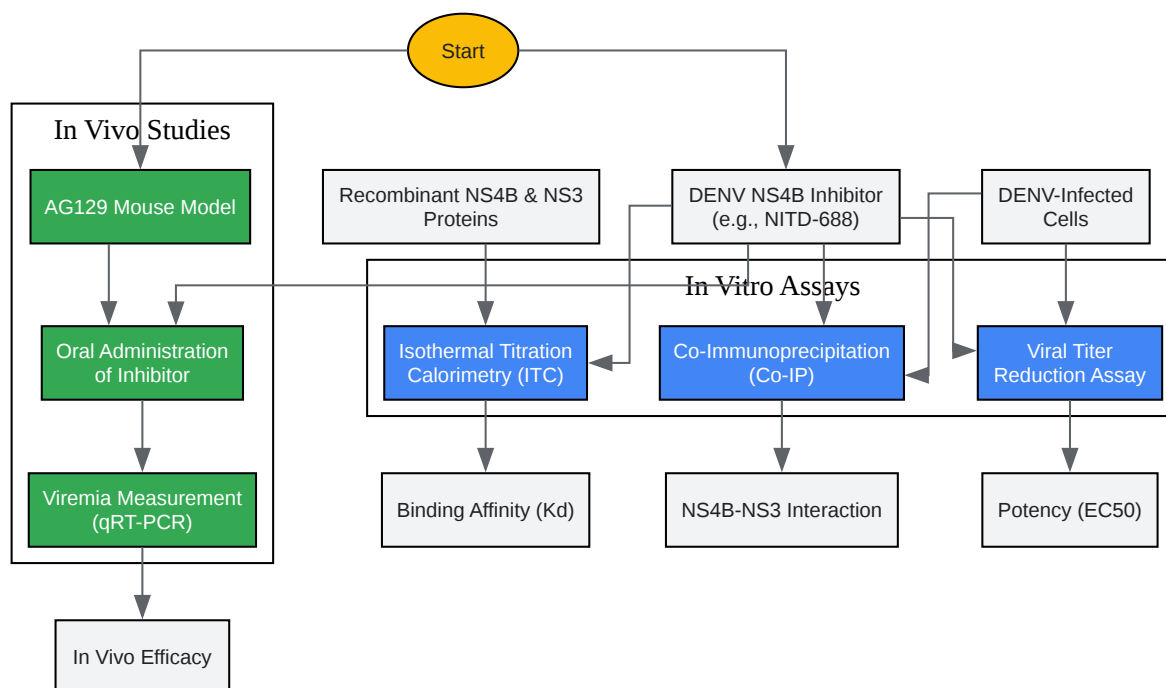 Start
In Vivo Studies
AG129 Mouse Model
Recombinant NS4B & NS3
Proteins
DENV NS4B Inhibitor
(e.g., NITD-688)
DENV-Infected
Cells
In Vitro Assays
Oral Administration
of Inhibitor
Isothermal Titration
Calorimetry (ITC)
Co-Immunoprecipitation
(Co-IP)
Viral Titer
Reduction Assay
Viremia Measurement
(qRT-PCR)
Binding Affinity (Kd)
NS4B-NS3 Interaction
Potency (EC50)
In Vivo Efficacy